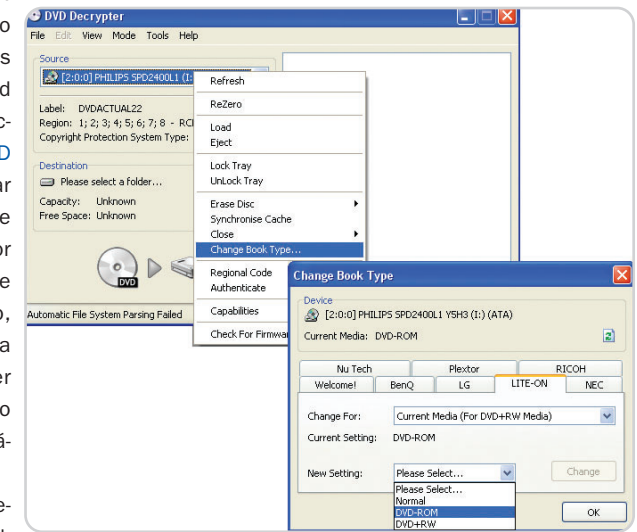 DVD Decrypter
File Edit View Mode Tools Help
Source
[2:0:0] PHILIPS SPD2400L1 (I:
Label: DVDACTUAL22
Region: 1; 2; 3; 4; 5; 6; 7; 8 - RC
Copyright Protection System Type:
Destination
Please select a folder...
Capacity: Unknown
Free Space: Unknown
DVD
Automatic File System Parsing Failed
Refresh
ReZero
Load
Eject
Lock Tray
UnLock Tray
Erase Disc
Synchronise Cache
Close
Change Book Type...
Regional Code
Authenticate
Capabilities
Check For Firmwa
Change Book Type
Device
[2:0:0] PHILIPS SPD2400L1 Y5H3 (I:) (ATA)
Current Media: DVD-ROM
Nu Tech Plextor RICOH
Welcome! BenQ LG LITE-ON NEC
Change For: Current Media (For DVD+RW Media)
Current Setting: DVD-ROM
New Setting: Please Select... Change
Please Select...
Normal
DVD-ROM
DVD+RW
OK